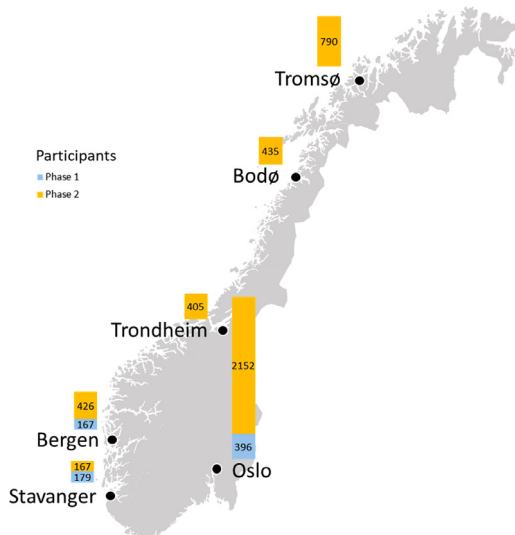 790
Tromsø
435
Bodø
Participants
Phase 1
Phase 2
405
Trondheim
2152
426
167
Bergen
396
Oslo
167
179
Stavanger